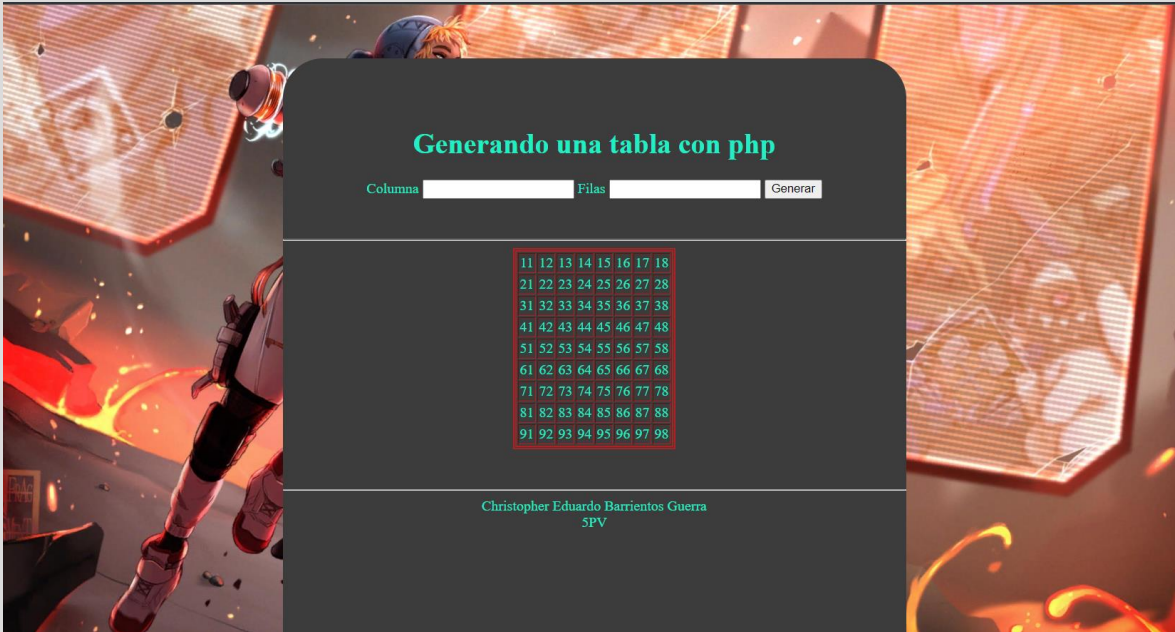 Generando una tabla con php
Columna Filas Generar
11 12 13 14 15 16 17 18
21 22 23 24 25 26 27 28
31 32 33 34 35 36 37 38
41 42 43 44 45 46 47 48
51 52 53 54 55 56 57 58
61 62 63 64 65 66 67 68
71 72 73 74 75 76 77 78
81 82 83 84 85 86 87 88
91 92 93 94 95 96 97 98
Christopher Eduardo Barrientos Guerra
5PV